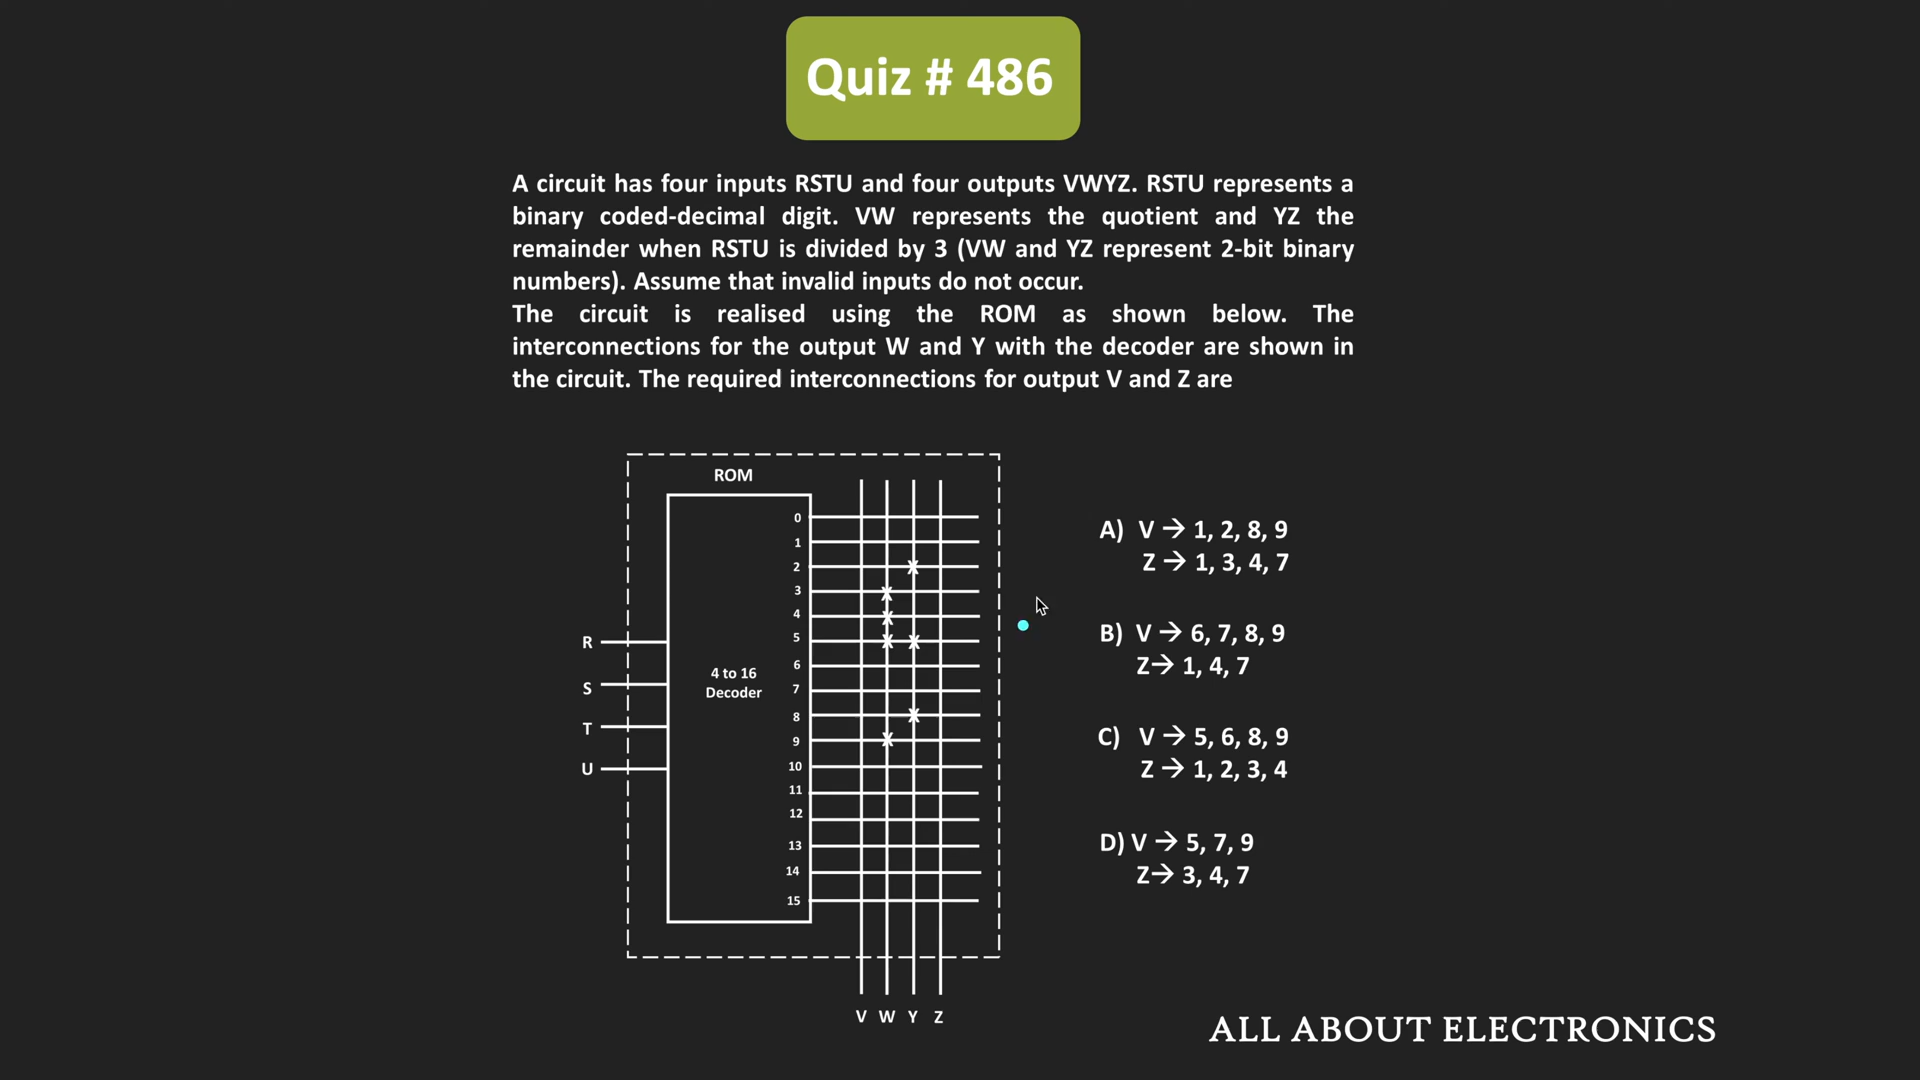 Quiz # 486
A circuit has four inputs RSTU and four outputs VWYZ. RSTU represents a
binary coded-decimal digit. VW represents the quotient and YZ the
remainder when RSTU is divided by 3 (VW and YZ represent 2-bit binary
numbers). Assume that invalid inputs do not occur.
The circuit is realised using the ROM as shown below. The
interconnections for the output W and Y with the decoder are shown in
the circuit. The required interconnections for output V and Z are
ROM
0
1
2
3
4
5
6
7
8
9
10
11
12
13
14
15
R
S
T
U
4 to 16
Decoder
V W Y Z
A) V → 1, 2, 8, 9
Z → 1, 3, 4, 7
B) V → 6, 7, 8, 9
Z→ 1, 4, 7
C) V → 5, 6, 8, 9
Z → 1, 2, 3, 4
D) V → 5, 7, 9
Z→ 3, 4, 7
ALL ABOUT ELECTRONICS